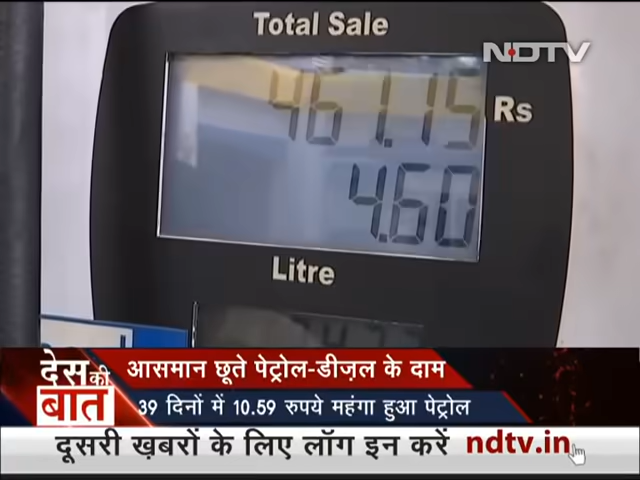 Total Sale
NDTV
461.15 Rs
4.60
Litre
देस की बात
आसमान छूते पेट्रोल-डीज़ल के दाम
39 दिनों में 10.59 रुपये महंगा हुआ पेट्रोल
दूसरी ख़बरों के लिए लॉग इन करें ndtv.in